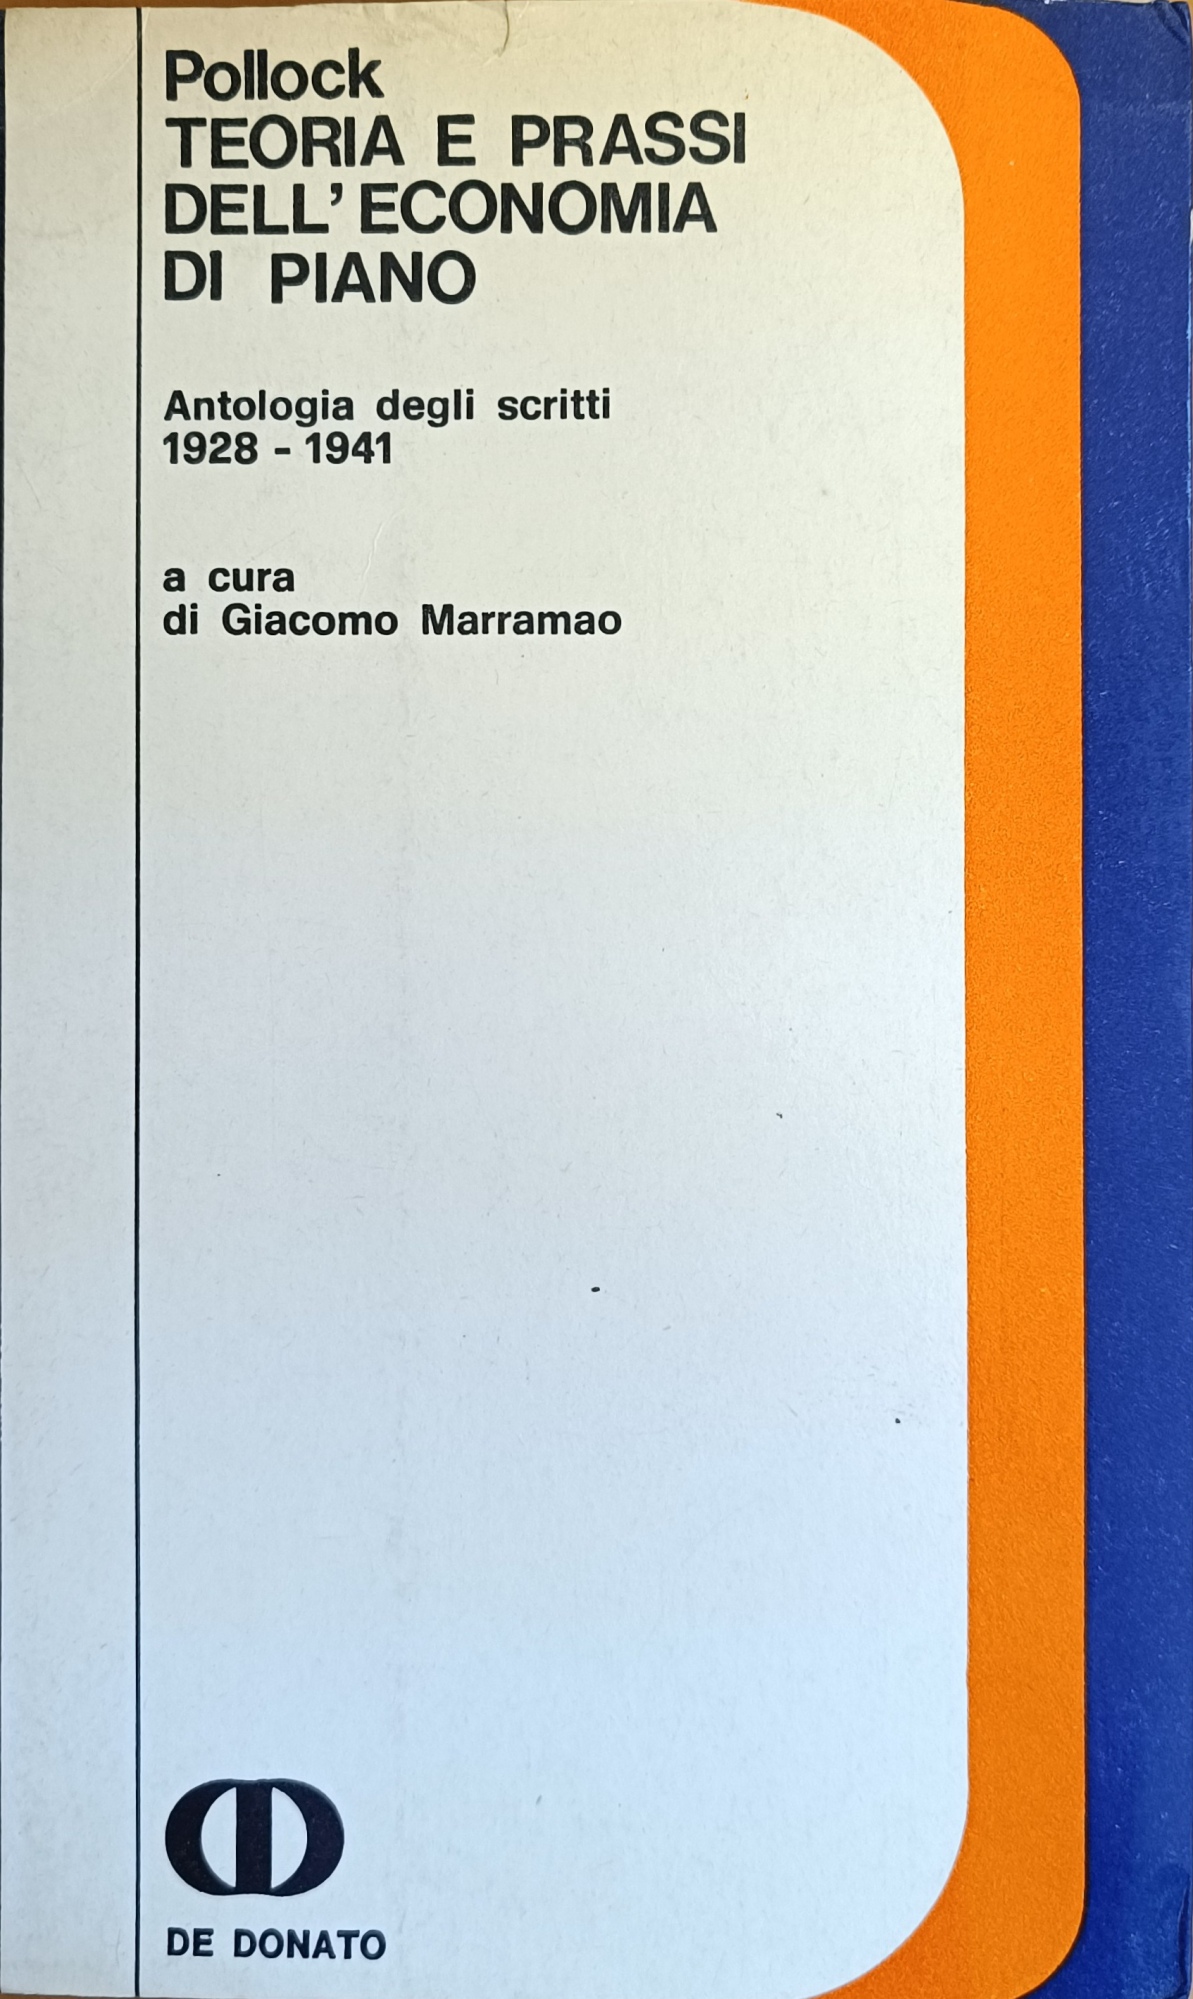 Pollock
TEORIA E PRASSI
DELL'ECONOMIA
DI PIANO
Antologia degli scritti
1928 - 1941
a cura
di Giacomo Marramao
DE DONATO